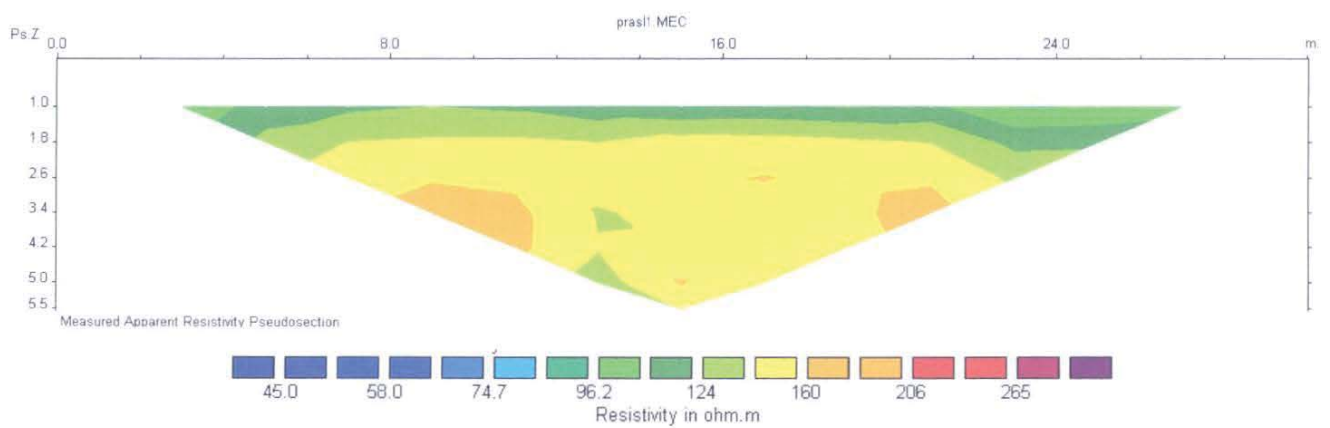 prasl1.MEC
Ps.Z 0.0 8.0 16.0 24.0 m.
1.0
1.8
2.6
3.4
4.2
5.0
5.5
Measured Apparent Resistivity Pseudosection
45.0 58.0 74.7 96.2 124 160 206 265
Resistivity in ohm.m